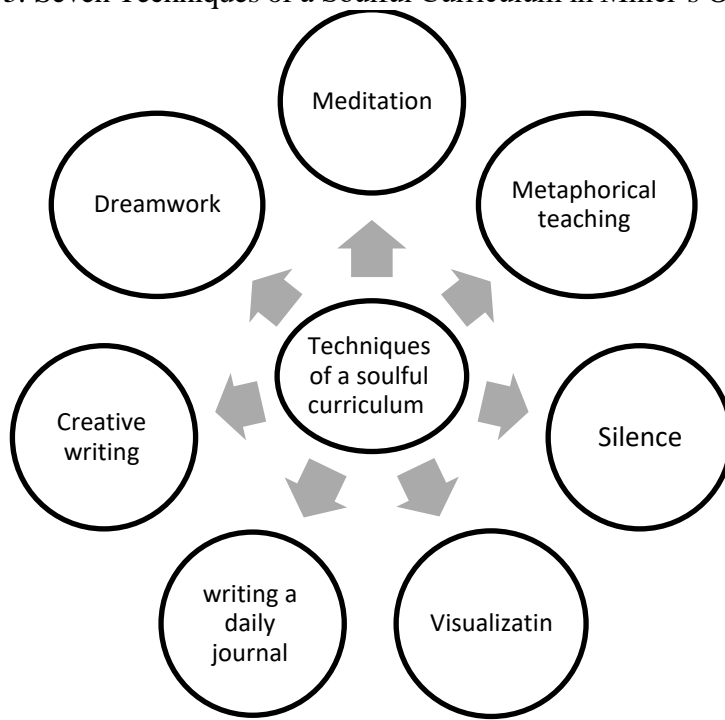 5. Seven Techniques of a Soulful Curriculum in Miller's
Meditation
Metaphorical
teaching
Dreamwork
Techniques
of a soulful
curriculum
Silence
Creative
writing
writing a
daily
journal
Visualizatin